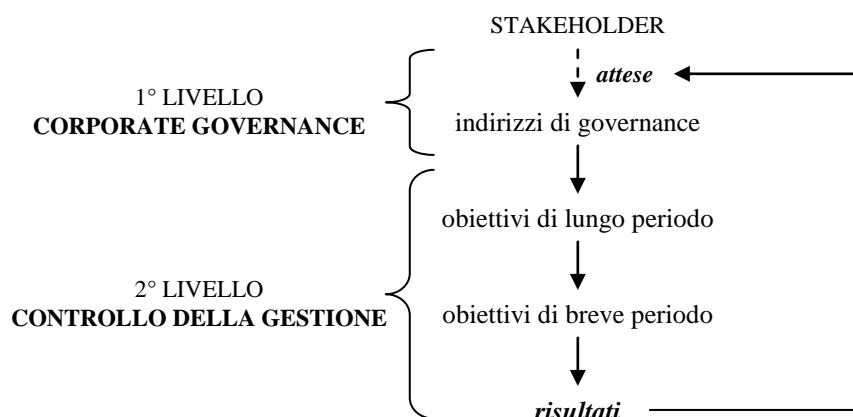 STAKEHOLDER
attese
1° LIVELLO
CORPORATE GOVERNANCE
indirizzi di governance
obiettivi di lungo periodo
2° LIVELLO
CONTROLLO DELLA GESTIONE
obiettivi di breve periodo
risultati